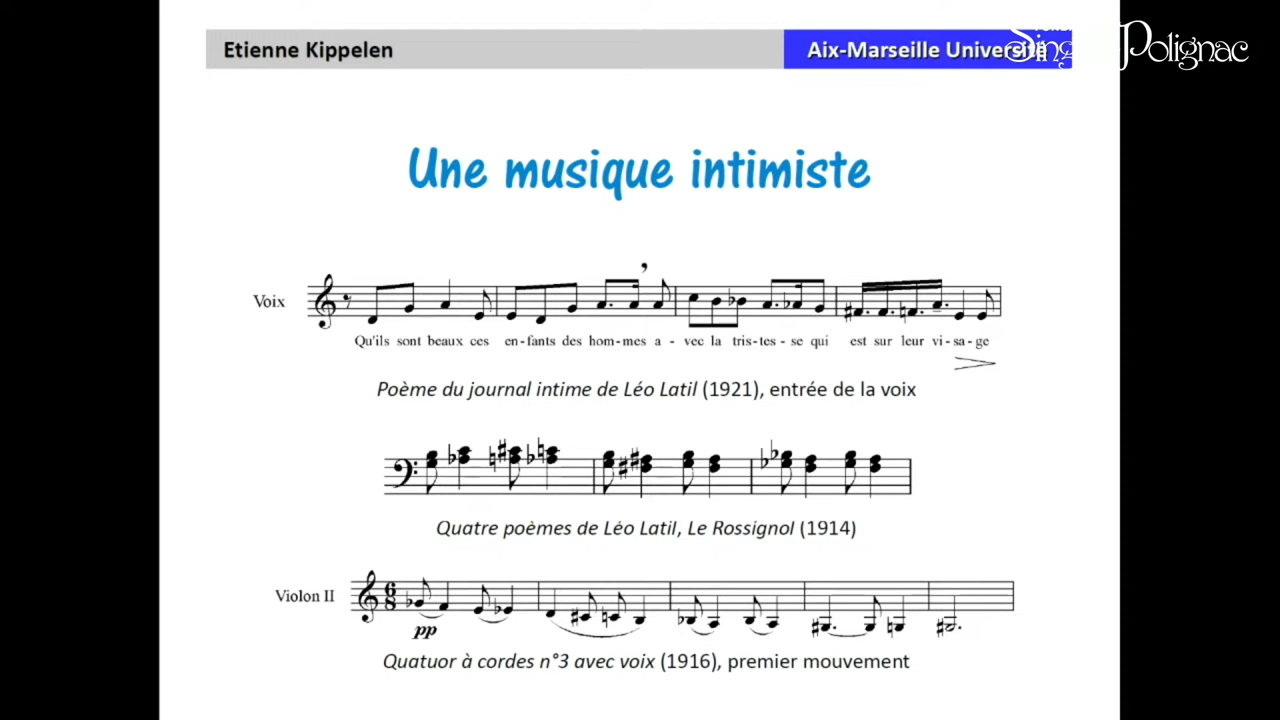 Etienne Kippelen
Aix-Marseille Université
Singer-Polignac
Une musique intimiste
Voix
Qu'ils sont beaux ces en-fants des hom-mes a - vec la tris-tes-se qui est sur leur vi-sa-ge
Poème du journal intime de Léo Latil (1921), entrée de la voix
Quatre poèmes de Léo Latil, Le Rossignol (1914)
Violon II
6
8
pp
Quatuor à cordes n°3 avec voix (1916), premier mouvement